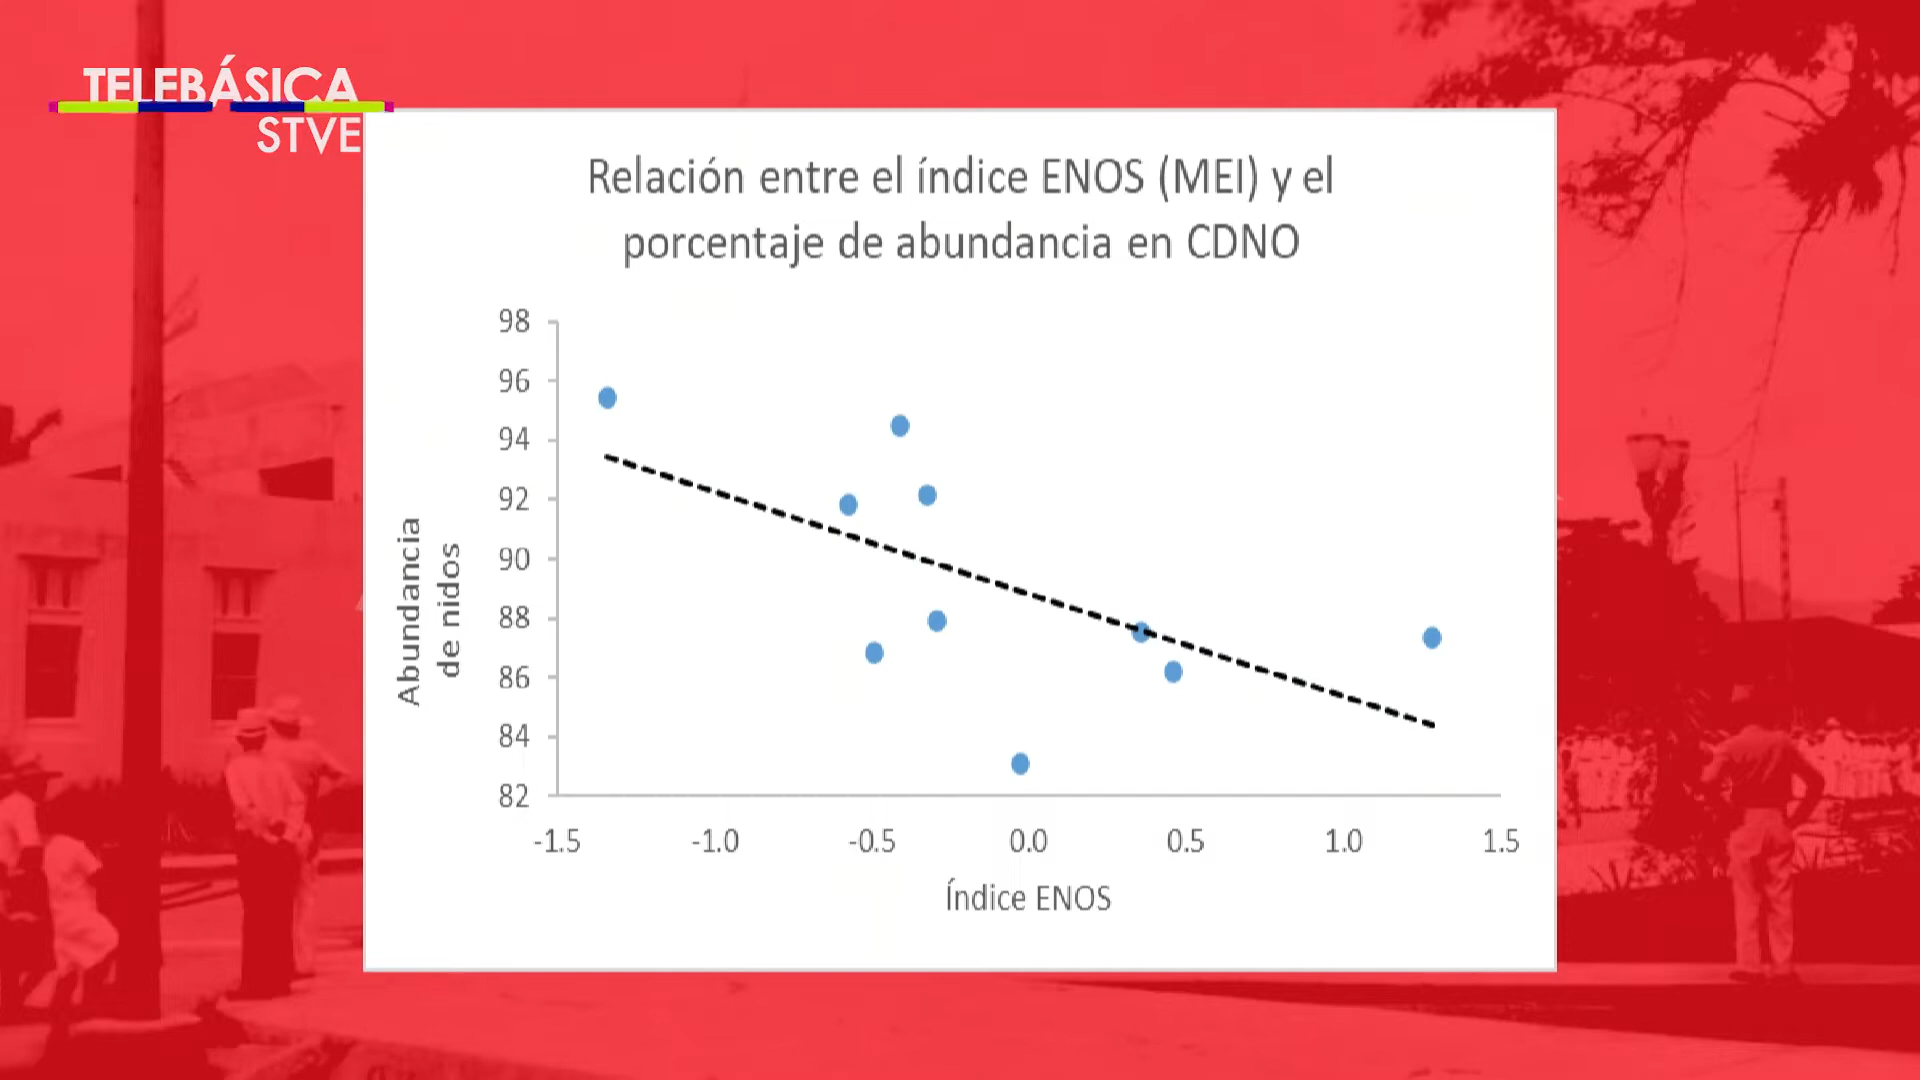 TELEBÁSICA
STVE
Relación entre el índice ENOS (MEI) y el
porcentaje de abundancia en CDNO
98
96
94
92
90
88
86
84
82
Abundancia
de nidos
-1.5 -1.0 -0.5 0.0 0.5 1.0 1.5
Índice ENOS